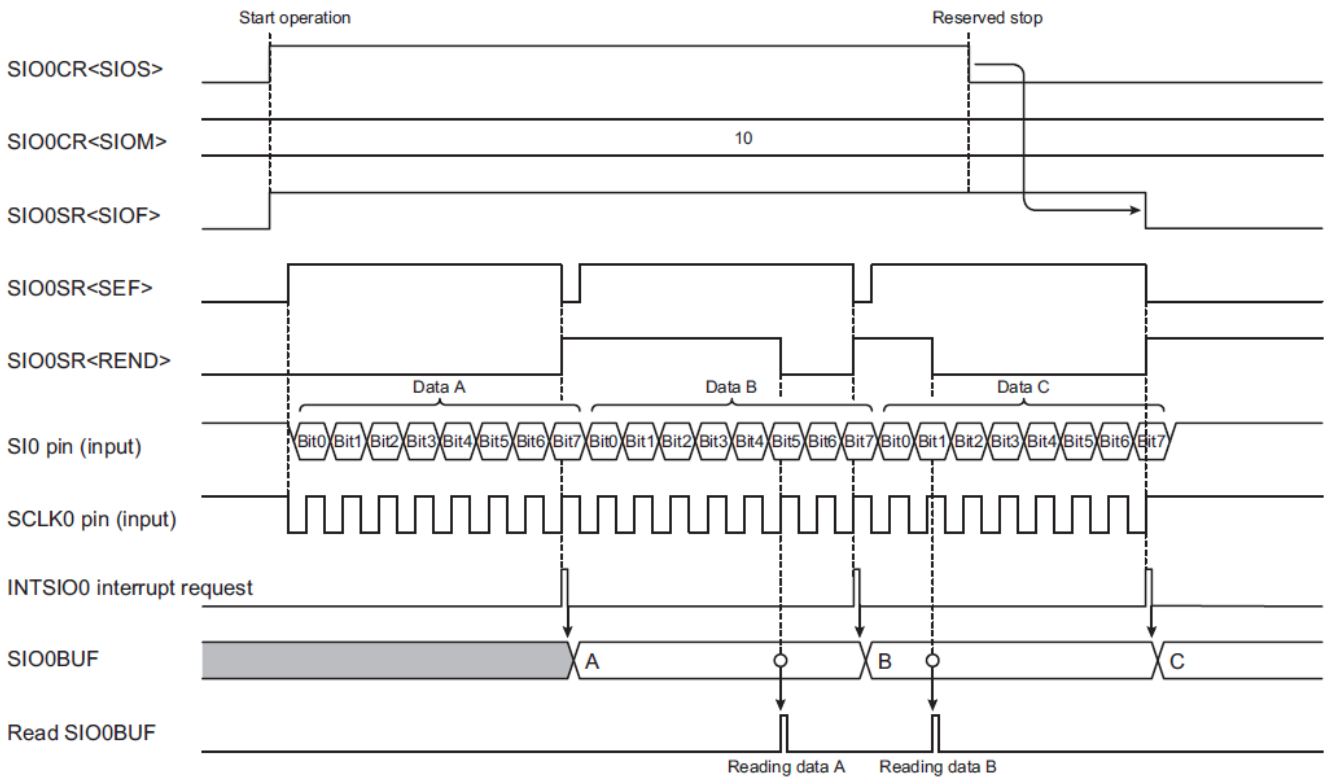 Start operation Reserved stop
SIO0CR<SIOS>
SIO0CR<SIOM> 10
SIO0SR<SIOF>
SIO0SR<SEF>
SIO0SR<REND>
Data A Data B Data C
SI0 pin (input) Bit0 Bit1 Bit2 Bit3 Bit4 Bit5 Bit6 Bit7 Bit0 Bit1 Bit2 Bit3 Bit4 Bit5 Bit6 Bit7 Bit0 Bit1 Bit2 Bit3 Bit4 Bit5 Bit6 Bit7
SCLK0 pin (input)
INTSIO0 interrupt request
SIO0BUF A B C
Read SIO0BUF
Reading data A Reading data B